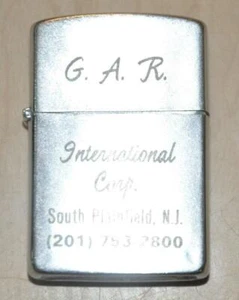 G. A. R.
International
Corp.
South Plainfield, N.J.
(201) 753 2800